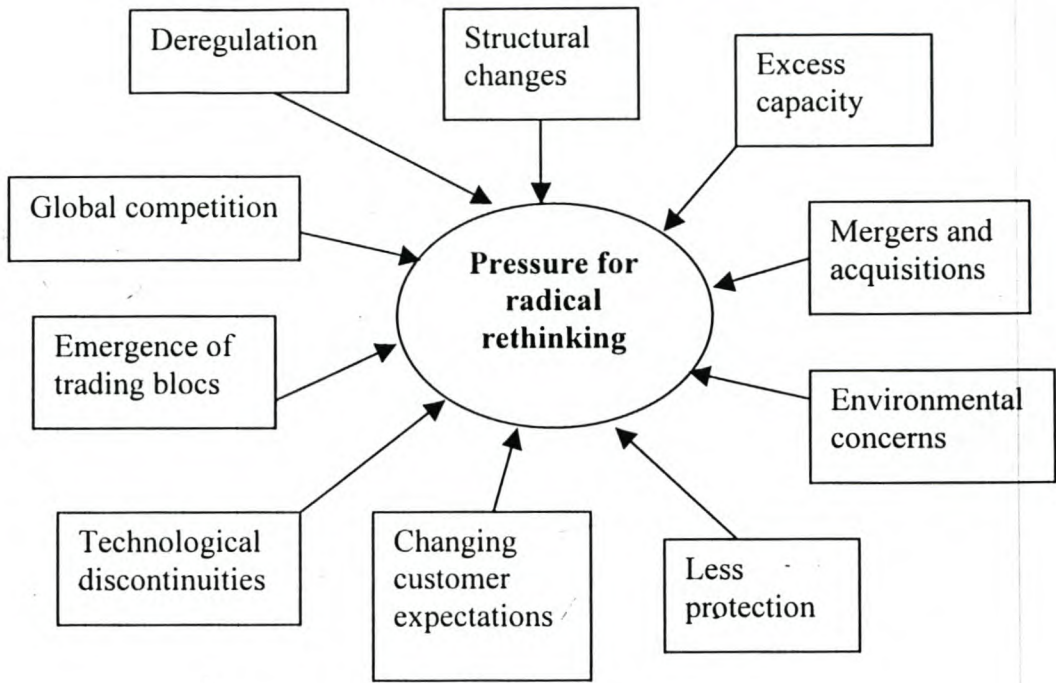 Deregulation
Structural
changes
Excess
capacity
Global competition
Mergers and
acquisitions
Pressure for
radical
rethinking
Emergence of
trading blocs
Environmental
concerns
Technological
discontinuities
Changing
customer
expectations
Less
protection